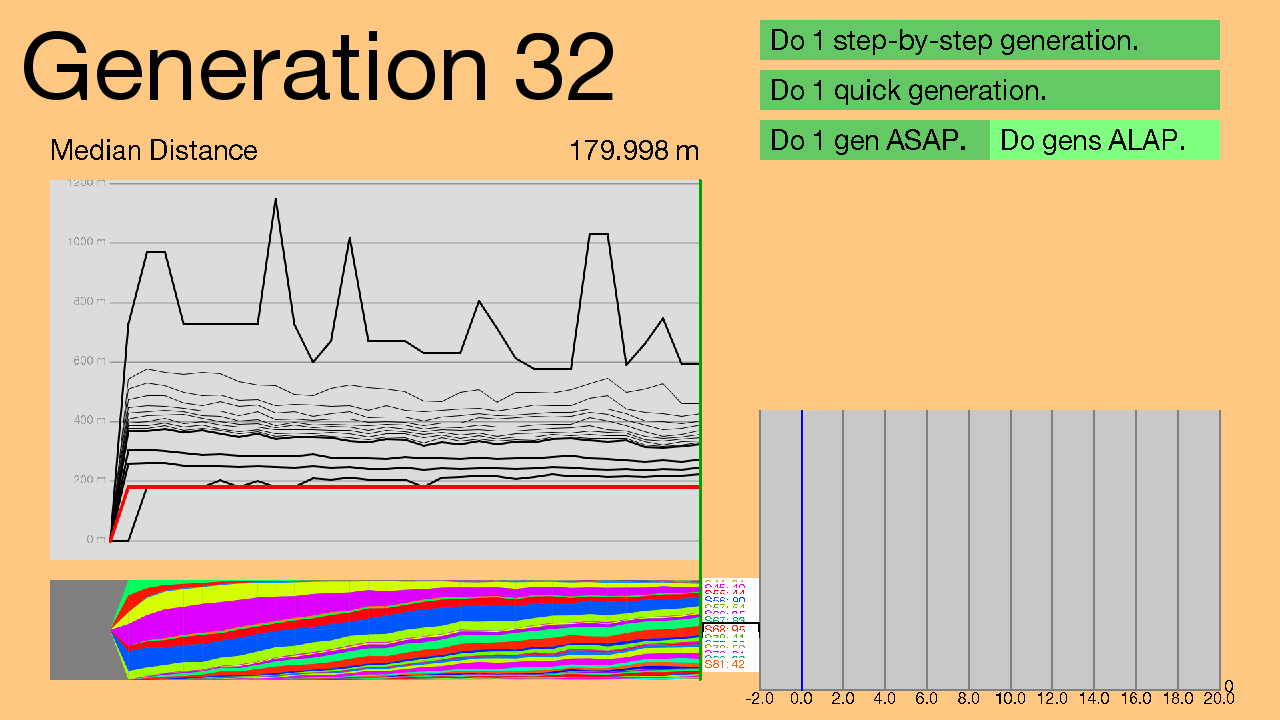 Generation 32
Do 1 step-by-step generation.
Do 1 quick generation.
Do 1 gen ASAP.
Do gens ALAP.
Median Distance
179.998 m
1200 m
1000 m
800 m
600 m
400 m
200 m
0 m
S81: 42
0
-2.0 0.0 2.0 4.0 6.0 8.0 10.0 12.0 14.0 16.0 18.0 20.0